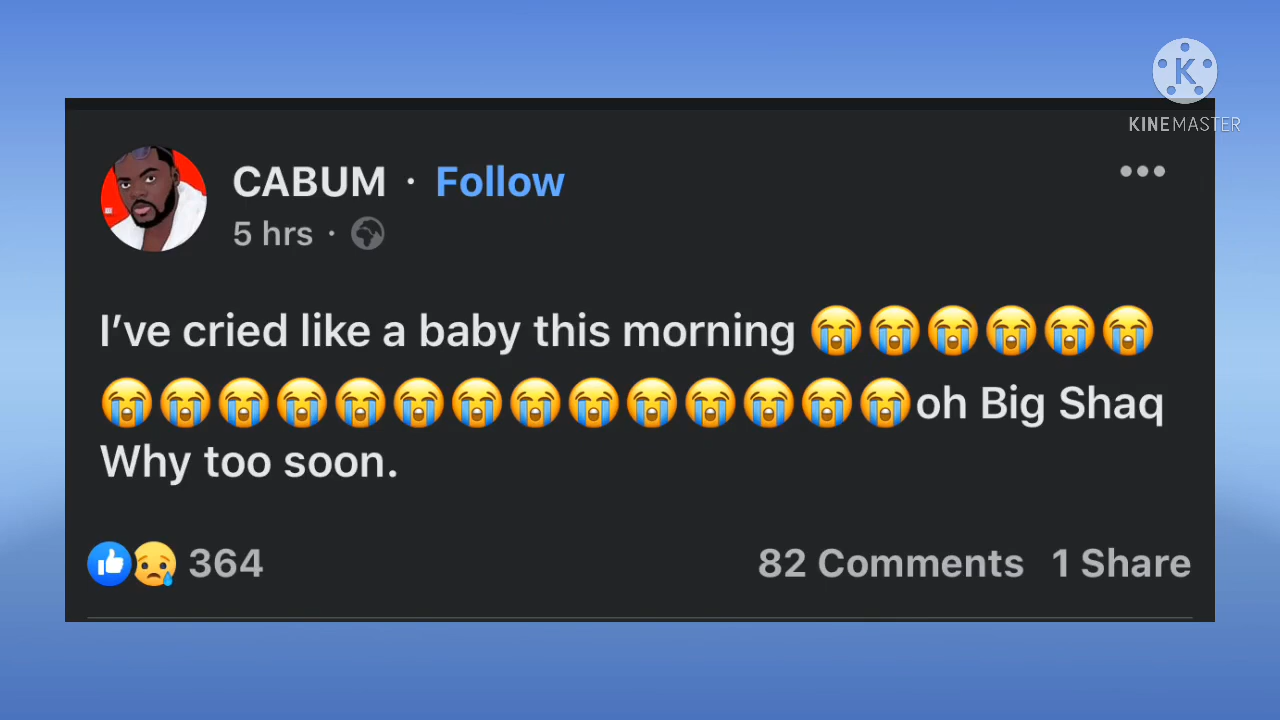 K
KINEMASTER
CABUM · Follow
5 hrs ·
I've cried like a baby this morning 😭😭😭😭😭😭
😭😭😭😭😭😭😭😭😭😭😭😭😭😭oh Big Shaq
Why too soon.
364 82 Comments 1 Share